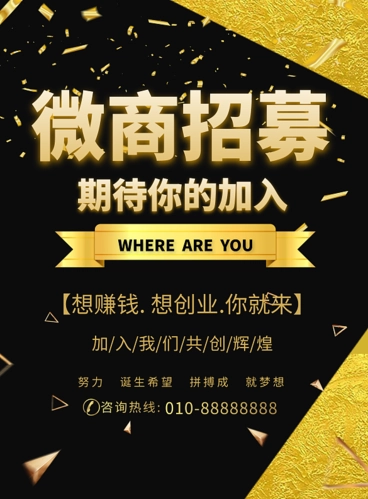 微商招募
期待你的加入
WHERE ARE YOU
【想赚钱.想创业.你就来】
加/入/我/们/共/创/辉/煌
努力 诞生希望 拼搏成 就梦想
咨询热线: 010-88888888